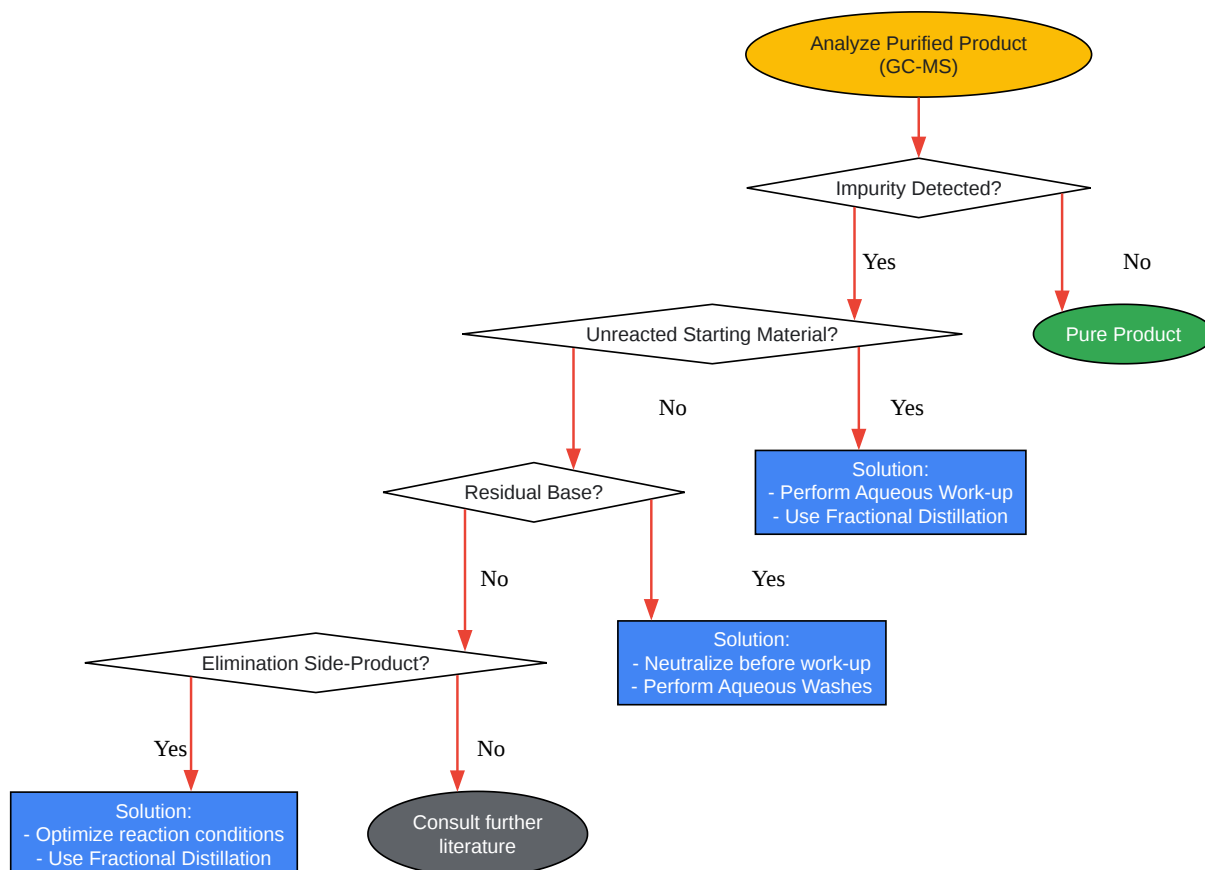 Analyze Purified Product
(GC-MS)
Impurity Detected?
Yes
No
Unreacted Starting Material?
Pure Product
No
Yes
Solution:
- Perform Aqueous Work-up
- Use Fractional Distillation
Residual Base?
No
Yes
Solution:
- Neutralize before work-up
- Perform Aqueous Washes
Elimination Side-Product?
Yes
No
Solution:
- Optimize reaction conditions
- Use Fractional Distillation
Consult further
literature